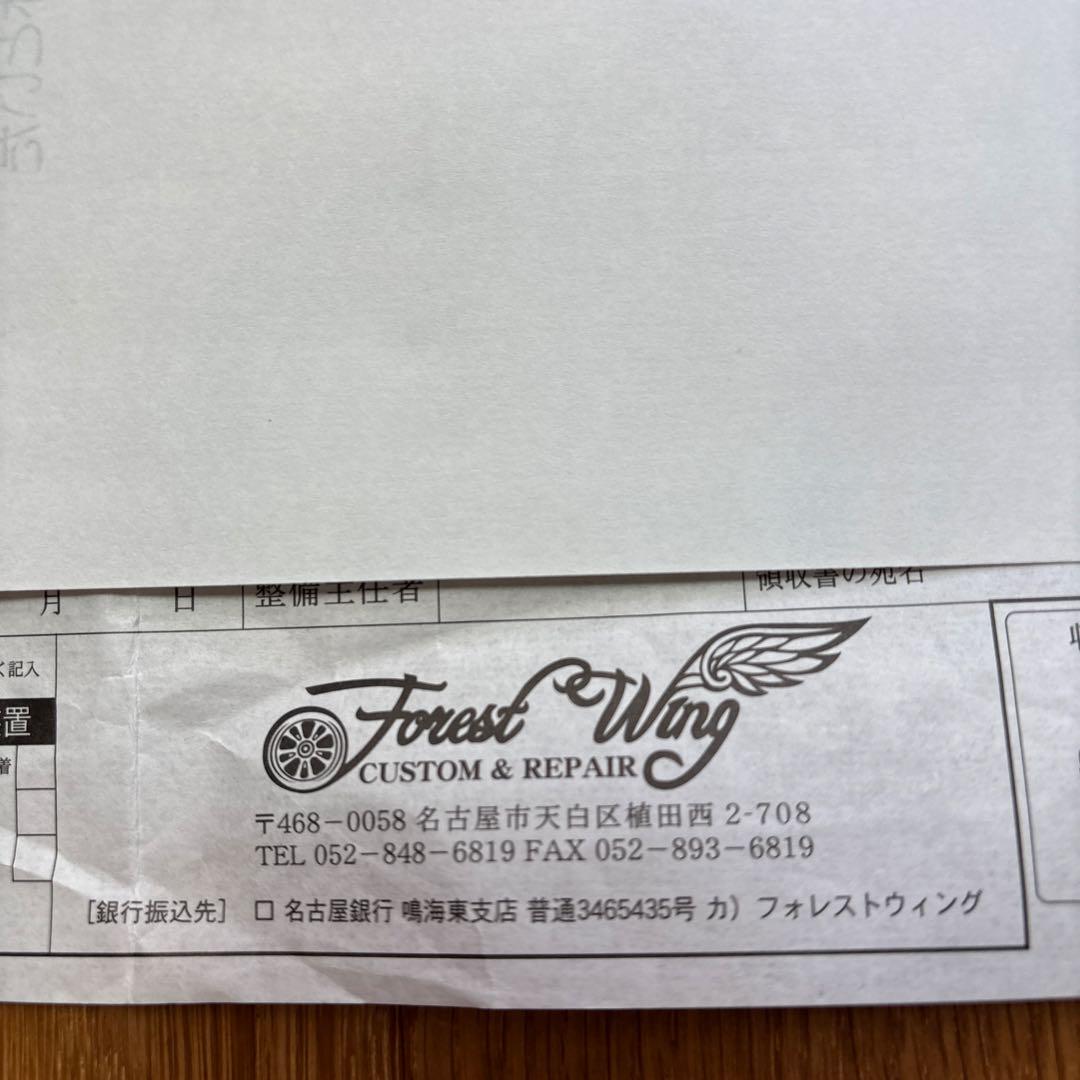 月 日 整備主任者 領収書の宛名
く記入
置
着
Forest Wing
CUSTOM & REPAIR
〒468-0058 名古屋市天白区植田西 2-708
TEL 052-848-6819 FAX 052-893-6819
[銀行振込先] □ 名古屋銀行 鳴海東支店 普通3465435号 カ）フォレストウィング